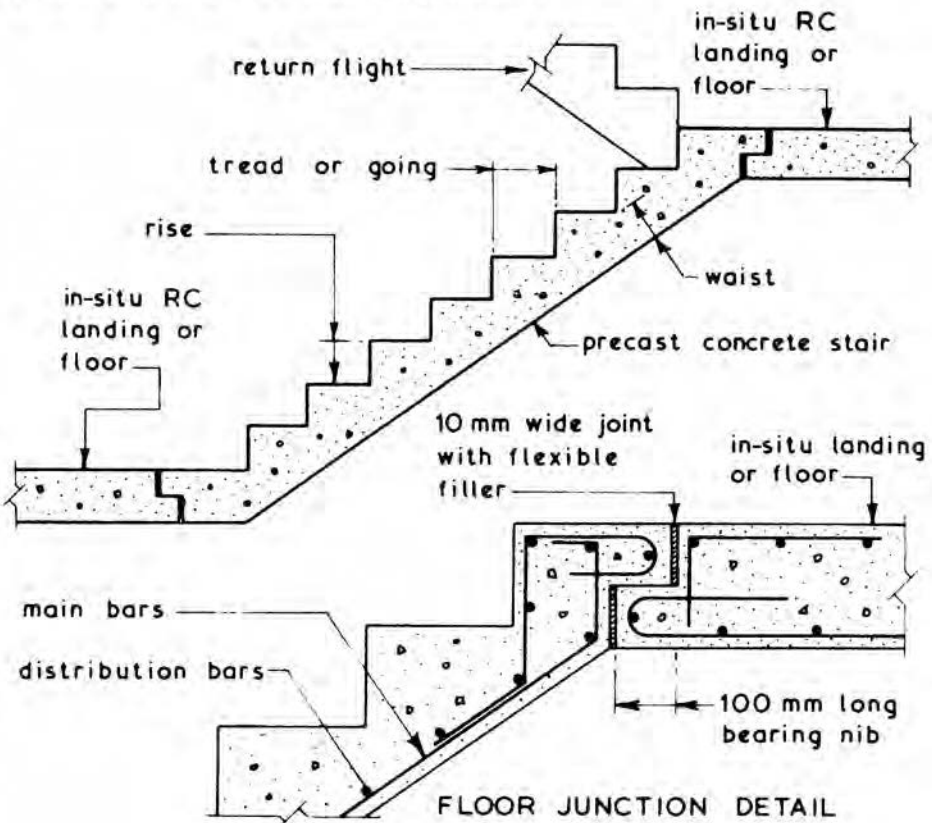 return flight
in-situ RC
landing or
floor
tread or going
rise
waist
in-situ RC
landing or
floor
precast concrete stair
10 mm wide joint
with flexible
filler
in-situ landing
or floor
main bars
distribution bars
100 mm long
bearing nib
FLOOR JUNCTION DETAIL